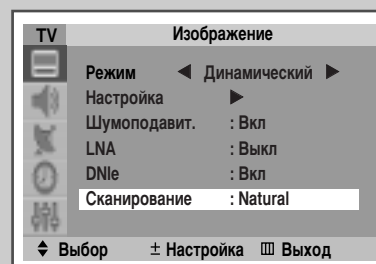 TV Изображение
Режим ◀ Динамический ▶
Настройка ▶
Шумоподавит. : Вкл
LNA : Выкл
DNIe : Вкл
Сканирование : Natural
Выбор ± Настройка Выход